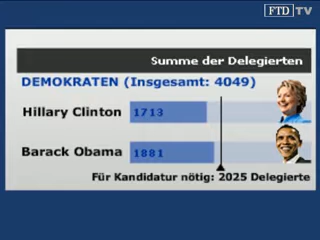 FTD TV
Summe der Delegierten
DEMOKRATEN (Insgesamt: 4049)
Hillary Clinton 1713
Barack Obama 1881
Für Kandidatur nötig: 2025 Delegierte